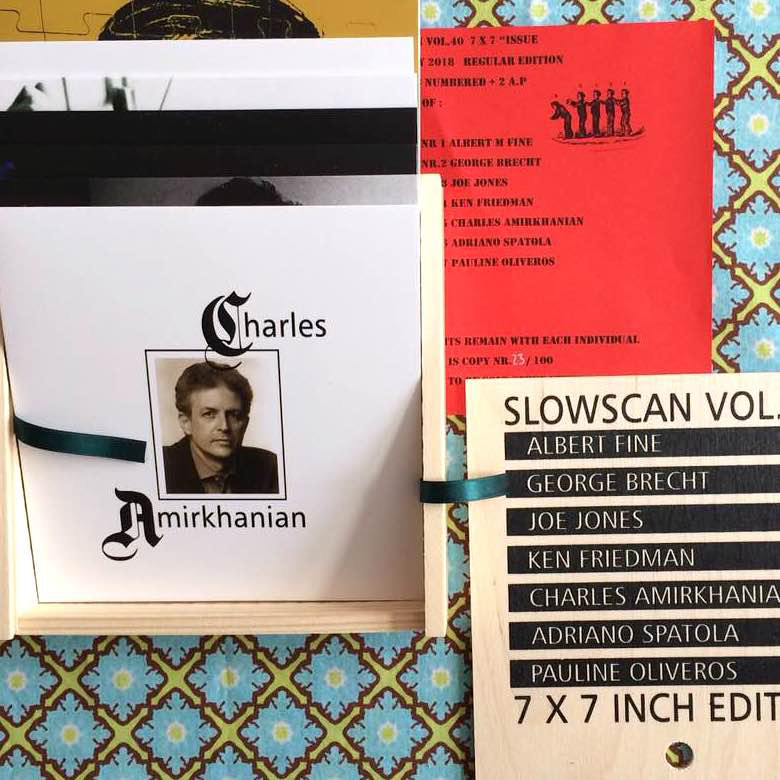 Charles
Amirkhanian
VOL.40 7 X 7 "ISSUE
2018 REGULAR EDITION
NUMBERED + 2 A.P
OF :
NR 1 ALBERT M FINE
NR.2 GEORGE BRECHT
JOE JONES
KEN FRIEDMAN
CHARLES AMIRKHANIAN
ADRIANO SPATOLA
PAULINE OLIVEROS
REMAIN WITH EACH INDIVIDUAL
IS COPY NR.23/ 100
TO
SLOWSCAN VOL.
ALBERT FINE
GEORGE BRECHT
JOE JONES
KEN FRIEDMAN
CHARLES AMIRKHANIA
ADRIANO SPATOLA
PAULINE OLIVEROS
7 X 7 INCH EDIT